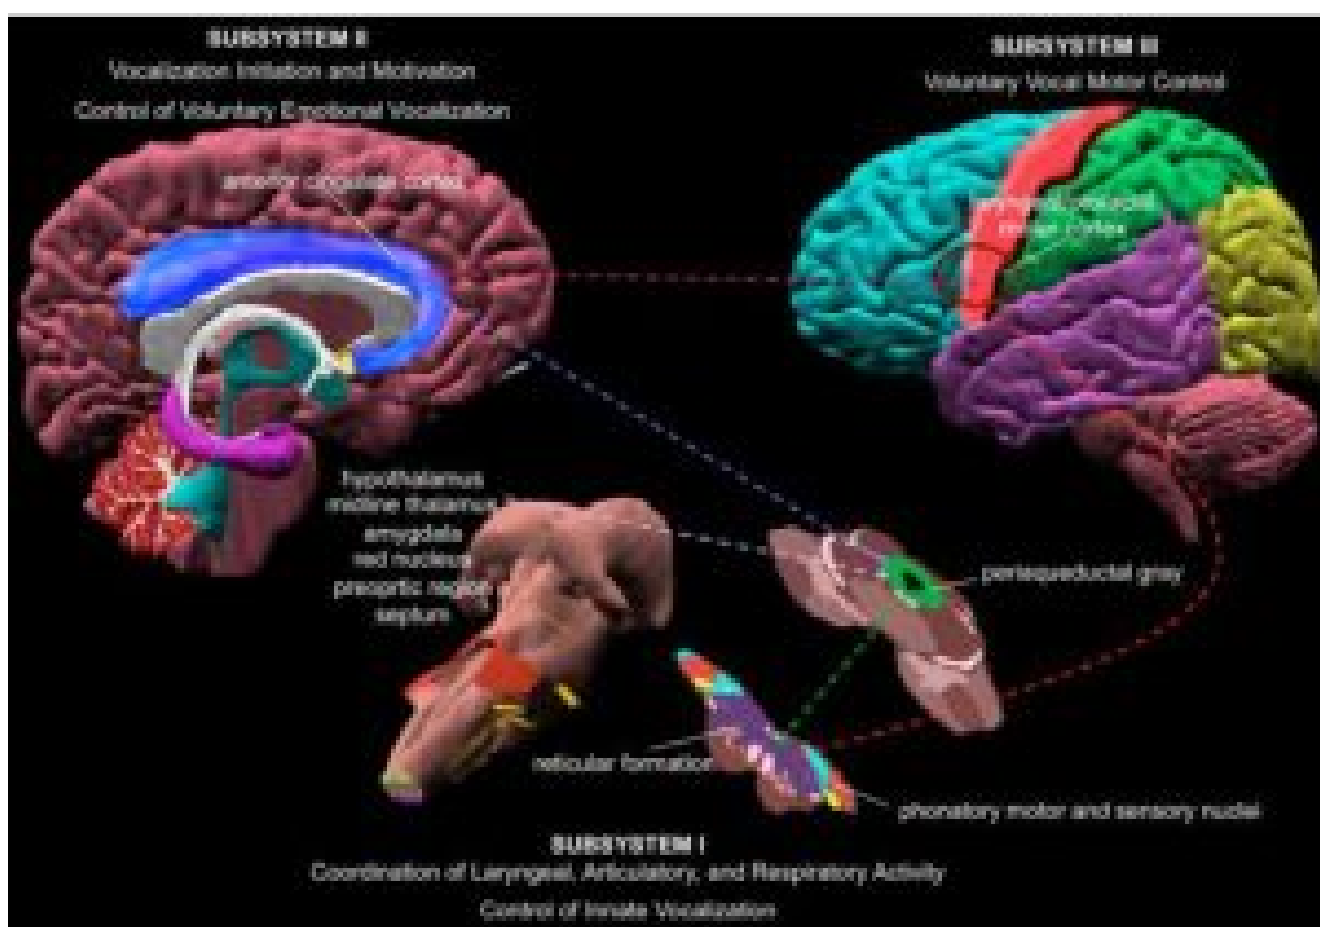 SUBSYSTEM II
Vocalization Initiation and Motivation
Control of Voluntary Emotional Vocalization
anterior cingulate cortex
SUBSYSTEM III
Voluntary Vocal Motor Control
motor cortex
hypothalamus
midline thalamus
amygdala
red nucleus
preoptic region
septum
periaqueductal gray
reticular formation
phonatory motor and sensory nuclei
SUBSYSTEM I
Coordination of Laryngeal, Articulatory, and Respiratory Activity
Control of Innate Vocalization